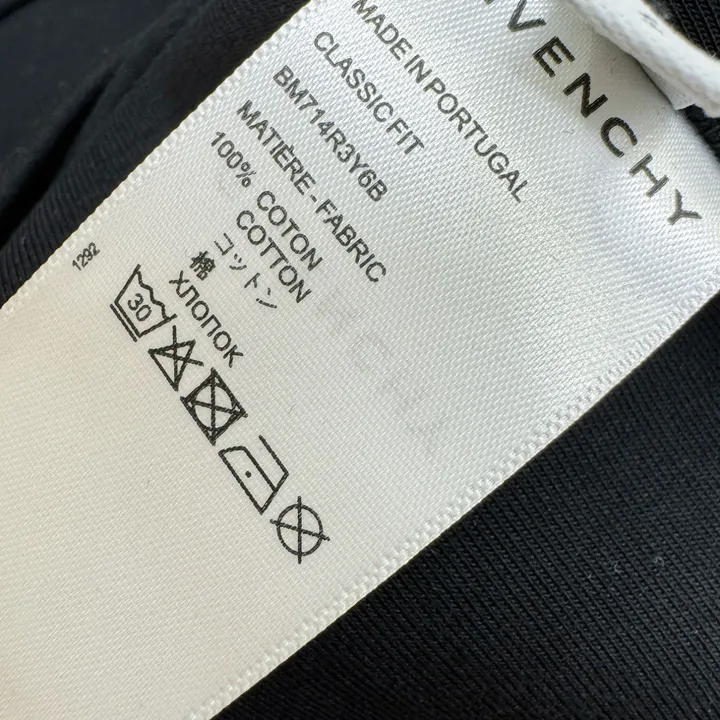 IVENCHY
MADE IN PORTUGAL
CLASSIC FIT
BM714R3Y6B
MATIÈRE - FABRIC
100% COTON
COTTON
コットン
棉
ХЛОПОК
30
1292